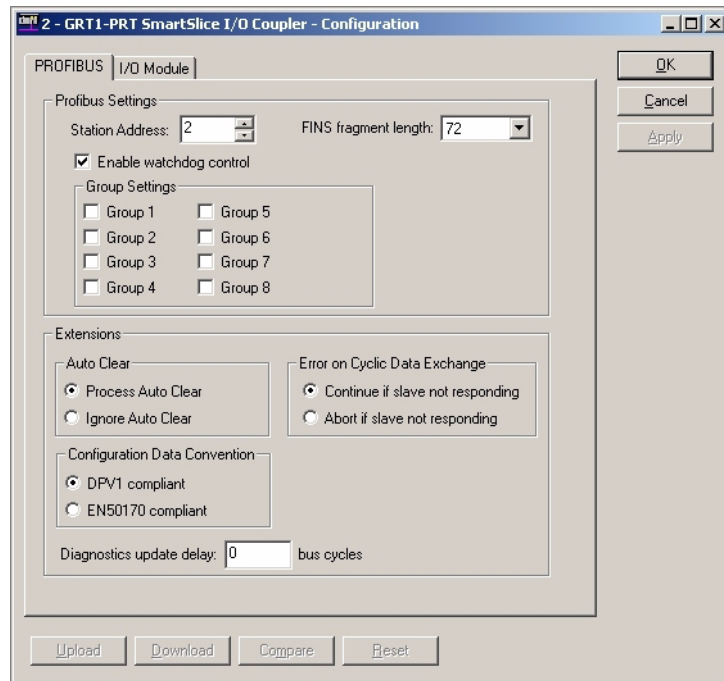 2 - GRT1-PRT SmartSlice I/O Coupler - Configuration
PROFIBUS I/O Module
OK
Cancel
Apply
Profibus Settings
Station Address: 2 FINS fragment length: 72
Enable watchdog control
Group Settings
Group 1 Group 5
Group 2 Group 6
Group 3 Group 7
Group 4 Group 8
Extensions
Auto Clear Error on Cyclic Data Exchange
Process Auto Clear Continue if slave not responding
Ignore Auto Clear Abort if slave not responding
Configuration Data Convention
DPV1 compliant
EN50170 compliant
Diagnostics update delay: 0 bus cycles
Upload Download Compare Reset